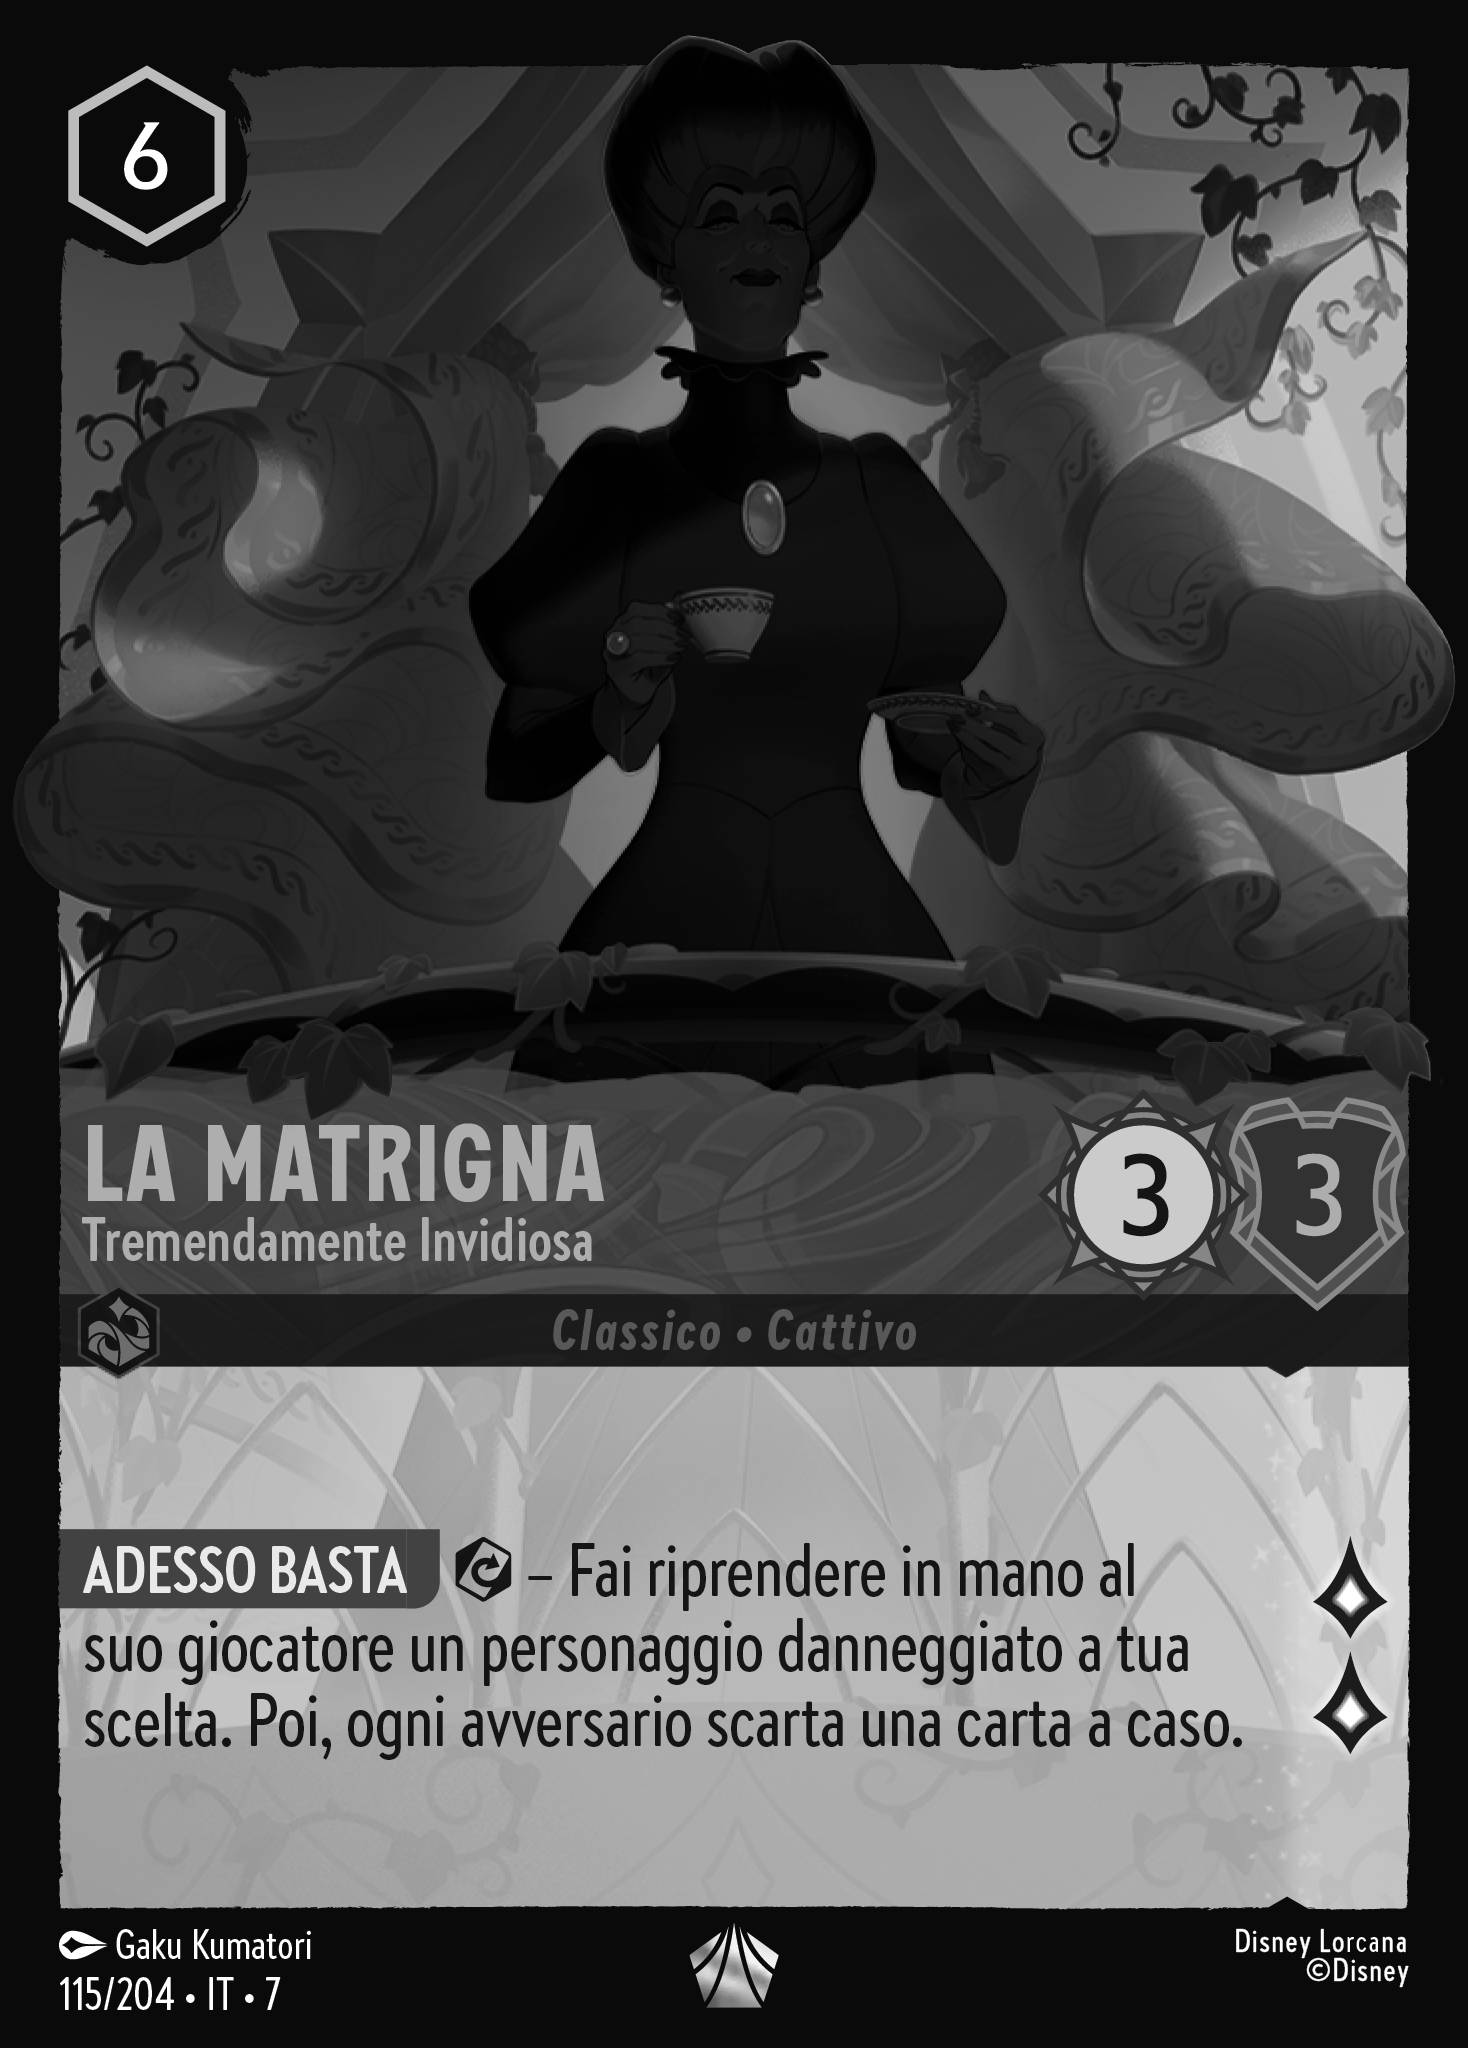 6
LA MATRIGNA
Tremendamente Invidiosa
3
3
Classico • Cattivo
ADESSO BASTA – Fai riprendere in mano al
suo giocatore un personaggio danneggiato a tua
scelta. Poi, ogni avversario scarta una carta a caso.
Gaku Kumatori
115/204 • IT • 7
Disney Lorcana
©Disney